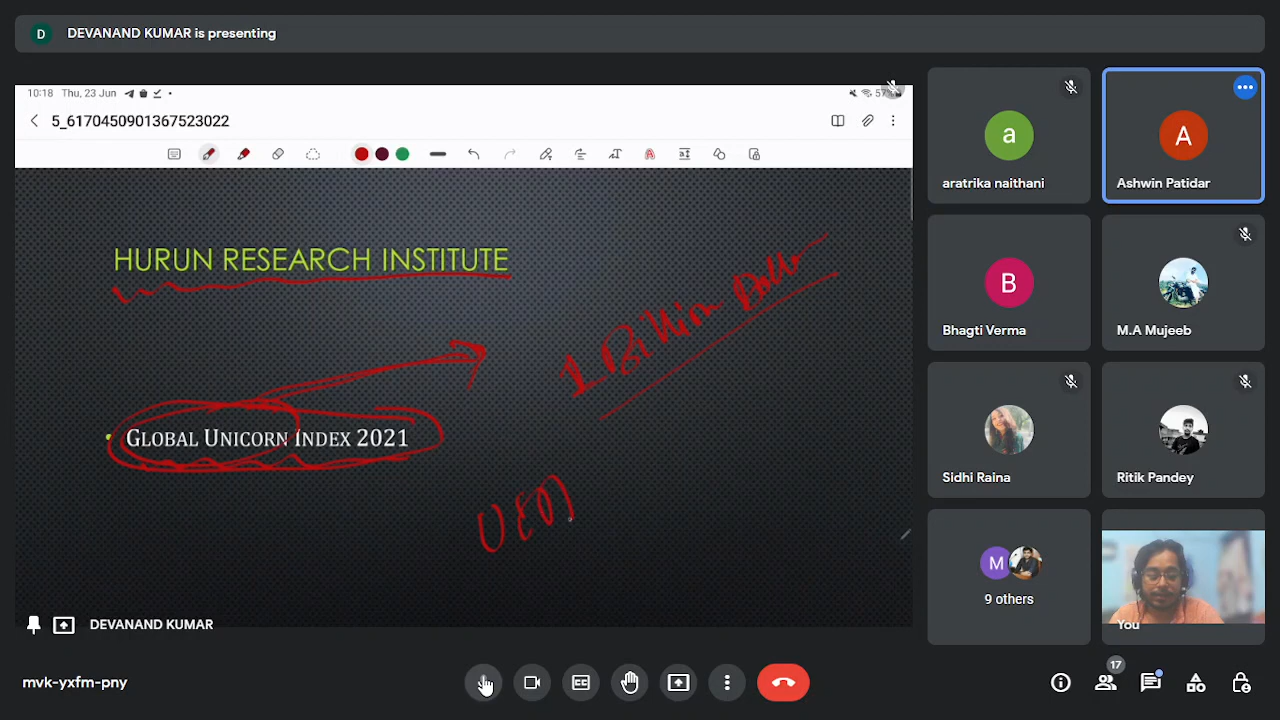 D DEVANAND KUMAR is presenting
10:18 Thu, 23 Jun
57%
5_6170450901367523022
HURUN RESEARCH INSTITUTE
1 Billion Dollar
GLOBAL UNICORN INDEX 2021
DEVANAND KUMAR
a
aratrika naithani
A
Ashwin Patidar
B
Bhagti Verma
M.A Mujeeb
Sidhi Raina
Ritik Pandey
M
9 others
You
mvk-yxfm-pny
CC
17